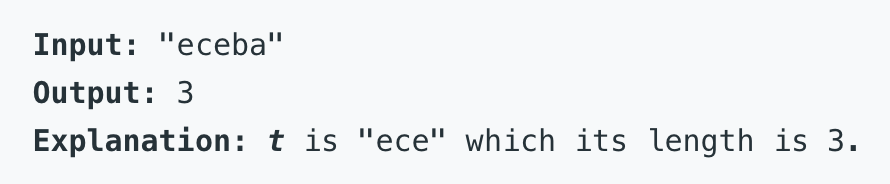 Input: "eceba"
Output: 3
Explanation: t is "ece" which its length is 3.